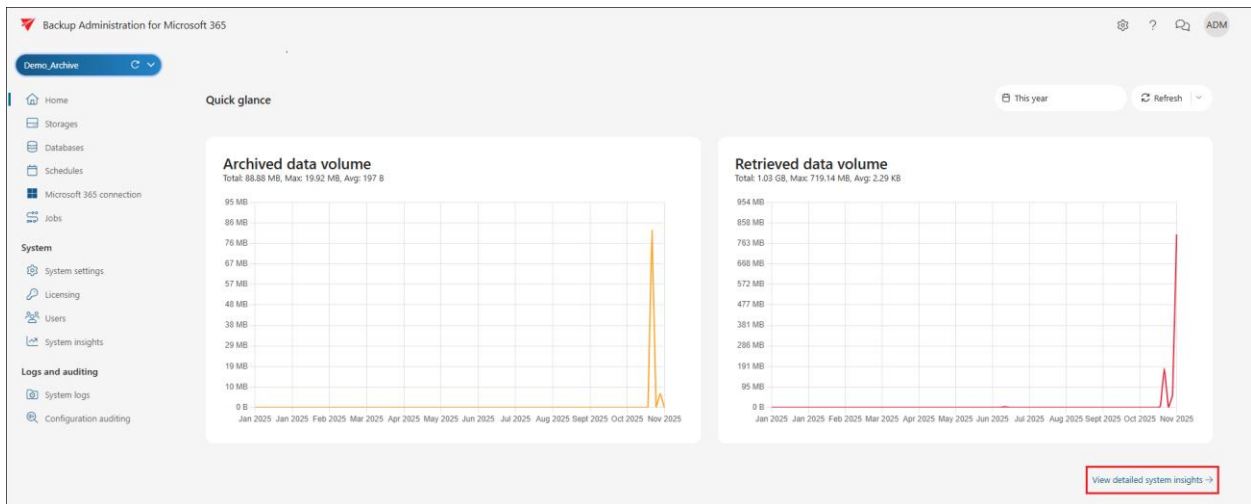 Backup Administration for Microsoft 365
ADM
Demo_Archive
Home
Storages
Databases
Schedules
Microsoft 365 connection
Jobs
System
System settings
Licensing
Users
System insights
Logs and auditing
System logs
Configuration auditing
Quick glance
This year
Refresh
Archived data volume
Total: 88.88 MB, Max: 19.92 MB, Avg: 197 B
95 MB
86 MB
76 MB
67 MB
57 MB
48 MB
38 MB
29 MB
19 MB
10 MB
0 B
Jan 2025 Jan 2025 Feb 2025 Mar 2025 Apr 2025 May 2025 Jun 2025 Jul 2025 Aug 2025 Sept 2025 Oct 2025 Nov 2025
Retrieved data volume
Total: 1.03 GB, Max: 719.14 MB, Avg: 2.29 KB
954 MB
858 MB
763 MB
668 MB
572 MB
477 MB
381 MB
286 MB
191 MB
95 MB
0 B
Jan 2025 Jan 2025 Feb 2025 Mar 2025 Apr 2025 May 2025 Jun 2025 Jul 2025 Aug 2025 Sept 2025 Oct 2025 Nov 2025
View detailed system insights →